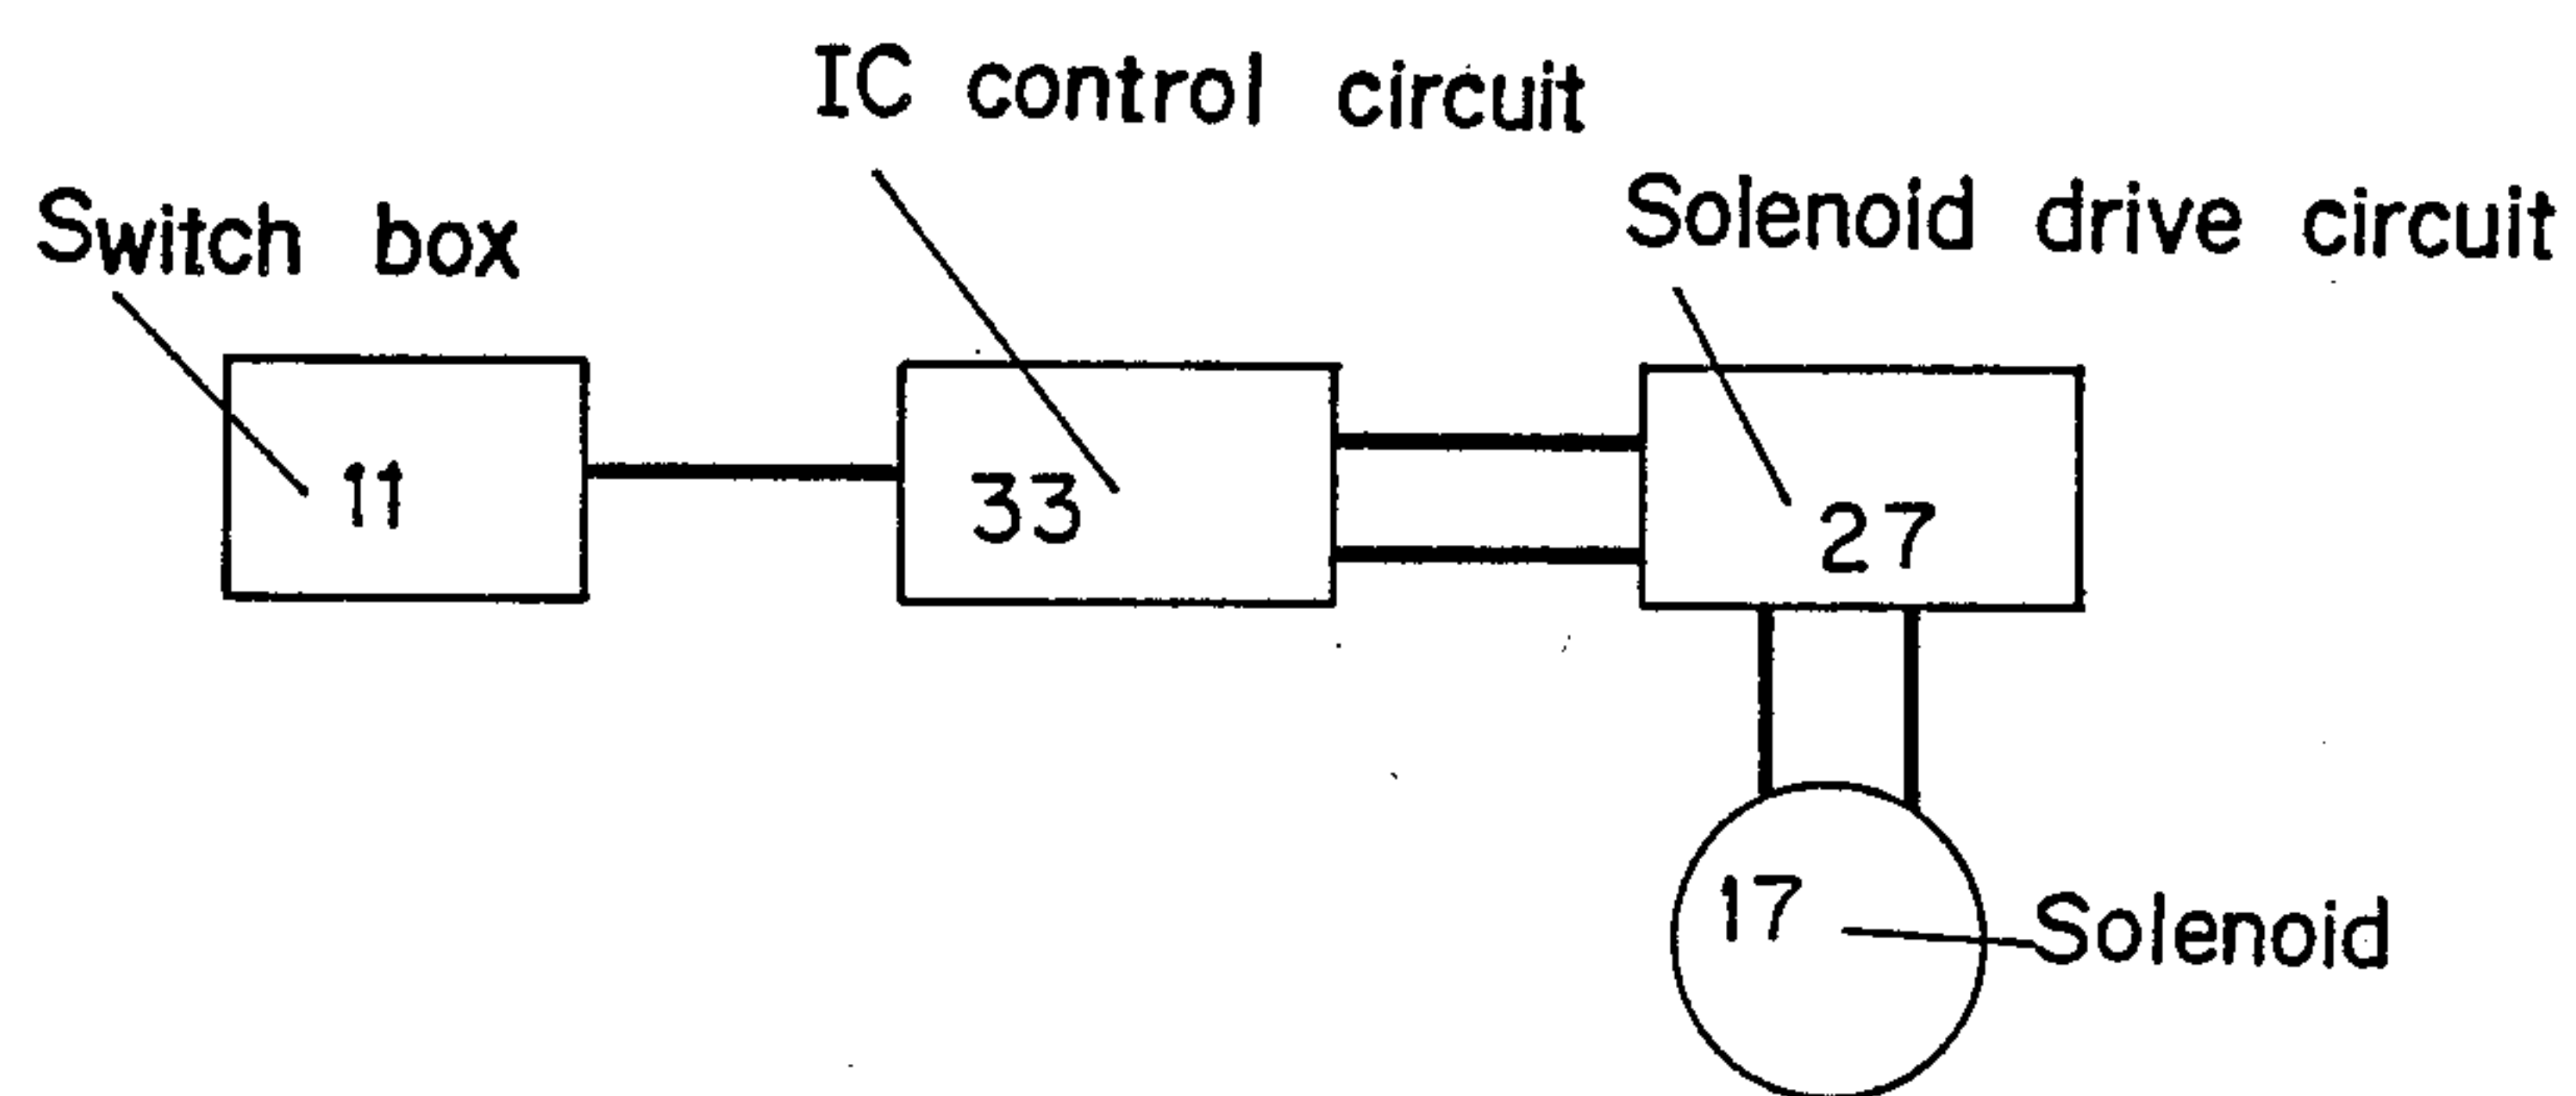 IC control circuit
Switch box
Solenoid drive circuit
11
33
27
17
Solenoid